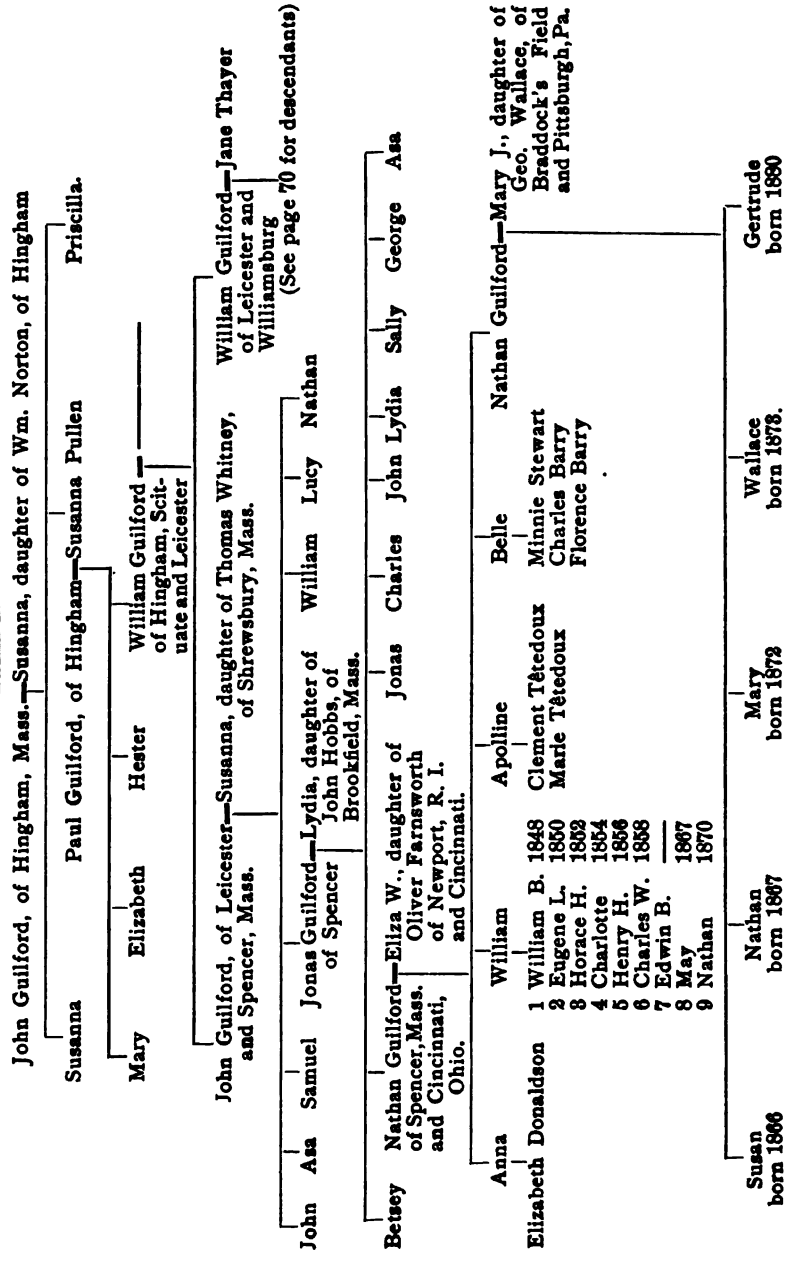 John Guilford, of Hingham, Mass.—Susanna, daughter of Wm. Norton, of Hingham
Susanna Paul Guilford, of Hingham—Susanna Pullen Priscilla.
Mary Elizabeth Hester William Guilford — ———
of Hingham, Scit-
uate and Leicester
John Guilford, of Leicester—Susanna, daughter of Thomas Whitney,
and Spencer, Mass. of Shrewsbury, Mass.
William Guilford—Jane Thayer
of Leicester and
Williamsburg
(See page 70 for descendants)
John Asa Samuel Jonas Guilford—Lydia, daughter of
of Spencer John Hobbs, of
Brookfield, Mass.
William Lucy Nathan
Betsey Nathan Guilford—Eliza W., daughter of
of Spencer, Mass. Oliver Farnsworth
and Cincinnati, of Newport, R. I.
Ohio. and Cincinnati.
Jonas Charles John Lydia Sally George Asa
Anna William Apolline Belle Nathan Guilford—Mary J., daughter of
Geo. Wallace, of
Braddock's Field
and Pittsburgh, Pa.
Elizabeth Donaldson
1 William B. 1848
2 Eugene L. 1850
3 Horace H. 1852
4 Charlotte 1854
5 Henry H. 1856
6 Charles W. 1858
7 Edwin B. ——
8 May 1867
9 Nathan 1870
Clement Têtedoux
Marie Têtedoux
Minnie Stewart
Charles Barry
Florence Barry
Susan Nathan Mary Wallace Gertrude
born 1866 born 1867 born 1872 born 1873. born 1880